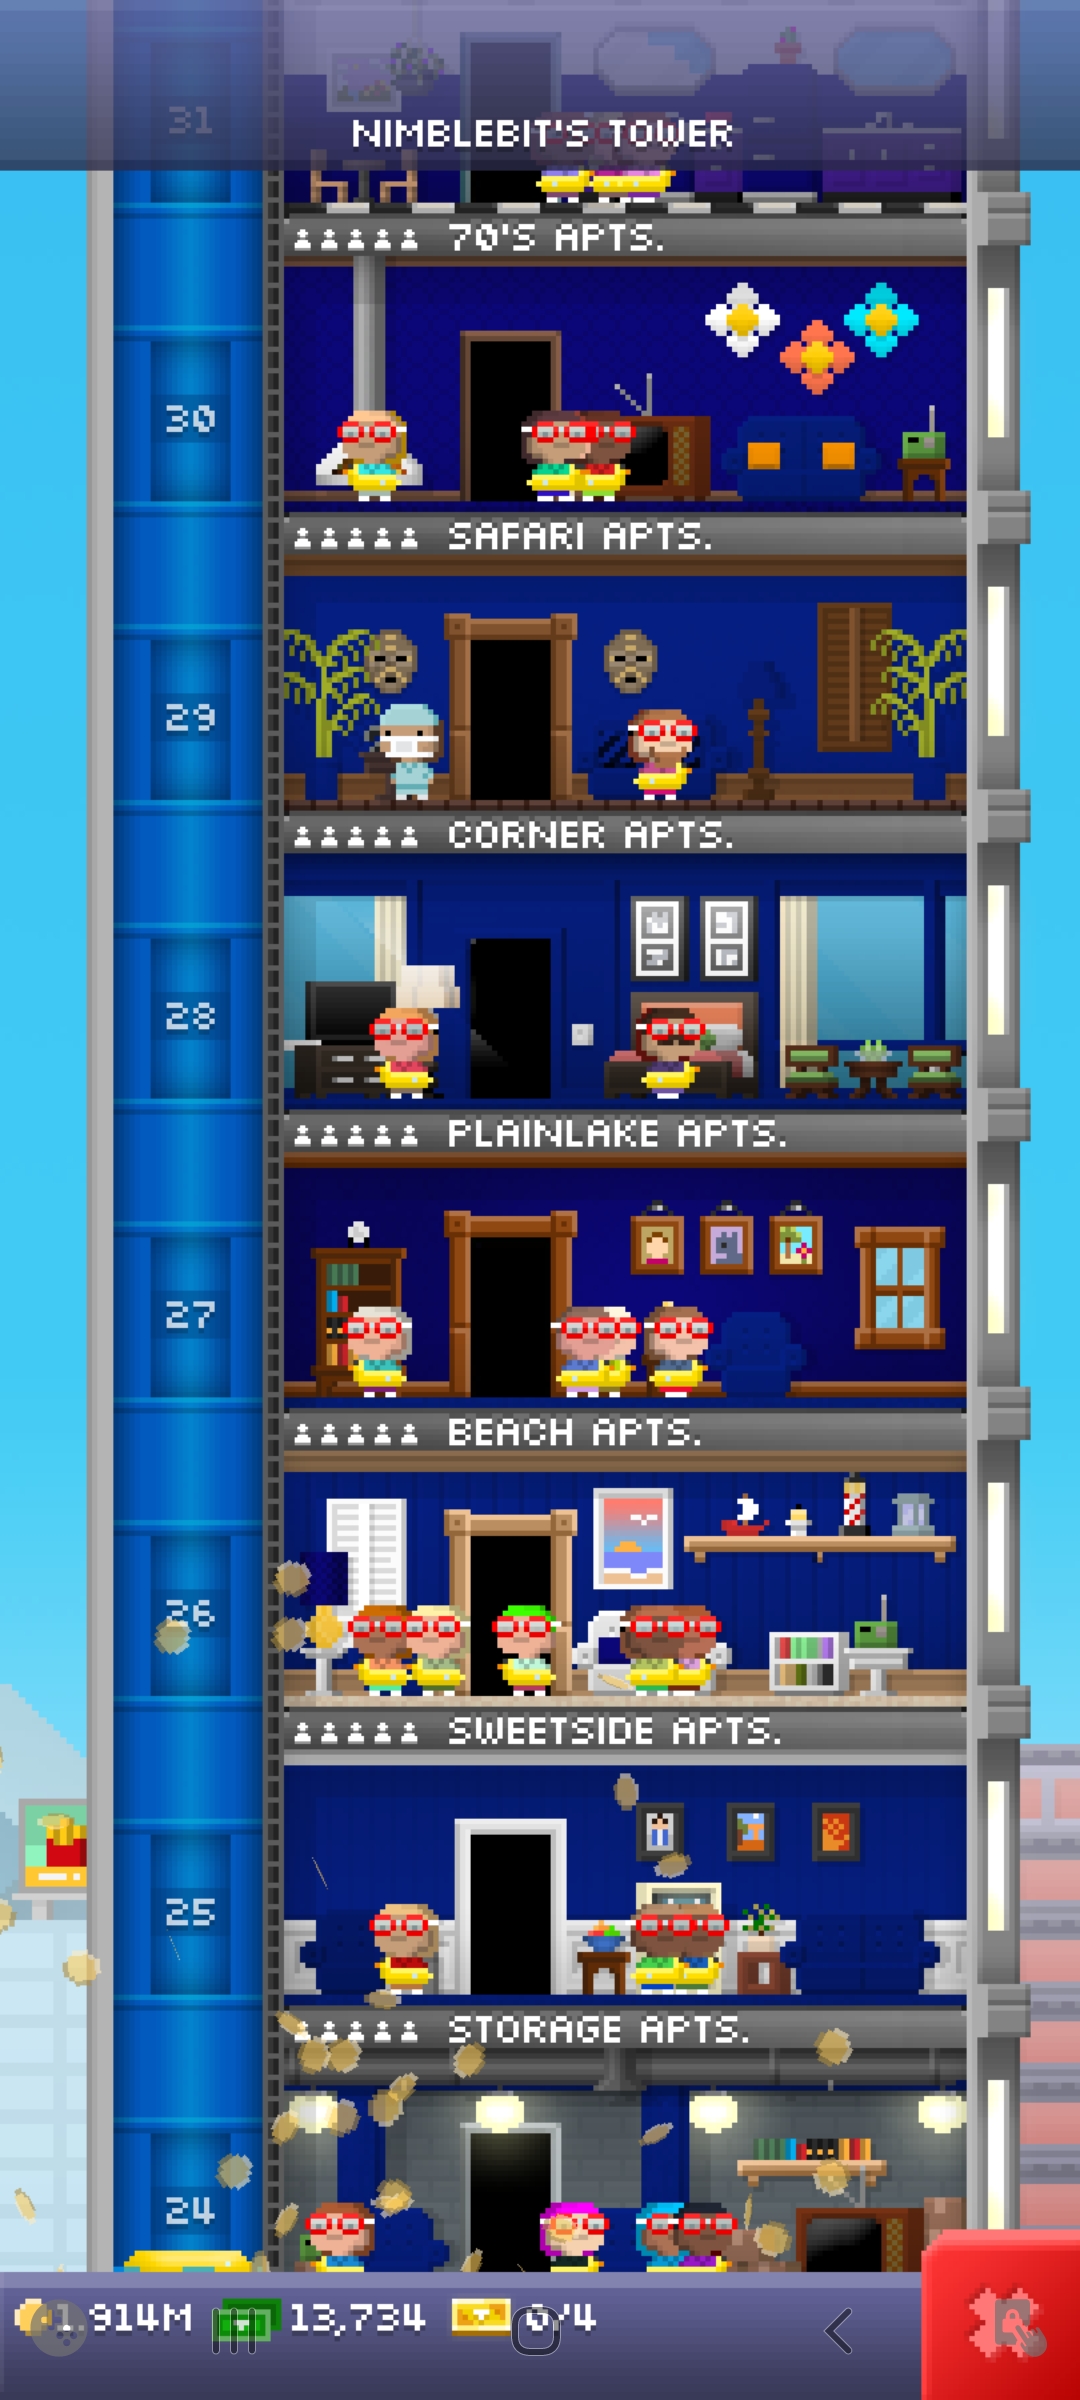 31
NIMBLEBIT'S TOWER
70'S APTS.
30
SAFARI APTS.
29
CORNER APTS.
28
PLAINLAKE APTS.
27
BEACH APTS.
26
SWEETSIDE APTS.
25
STORAGE APTS.
24
1.914M 13,734 0/4